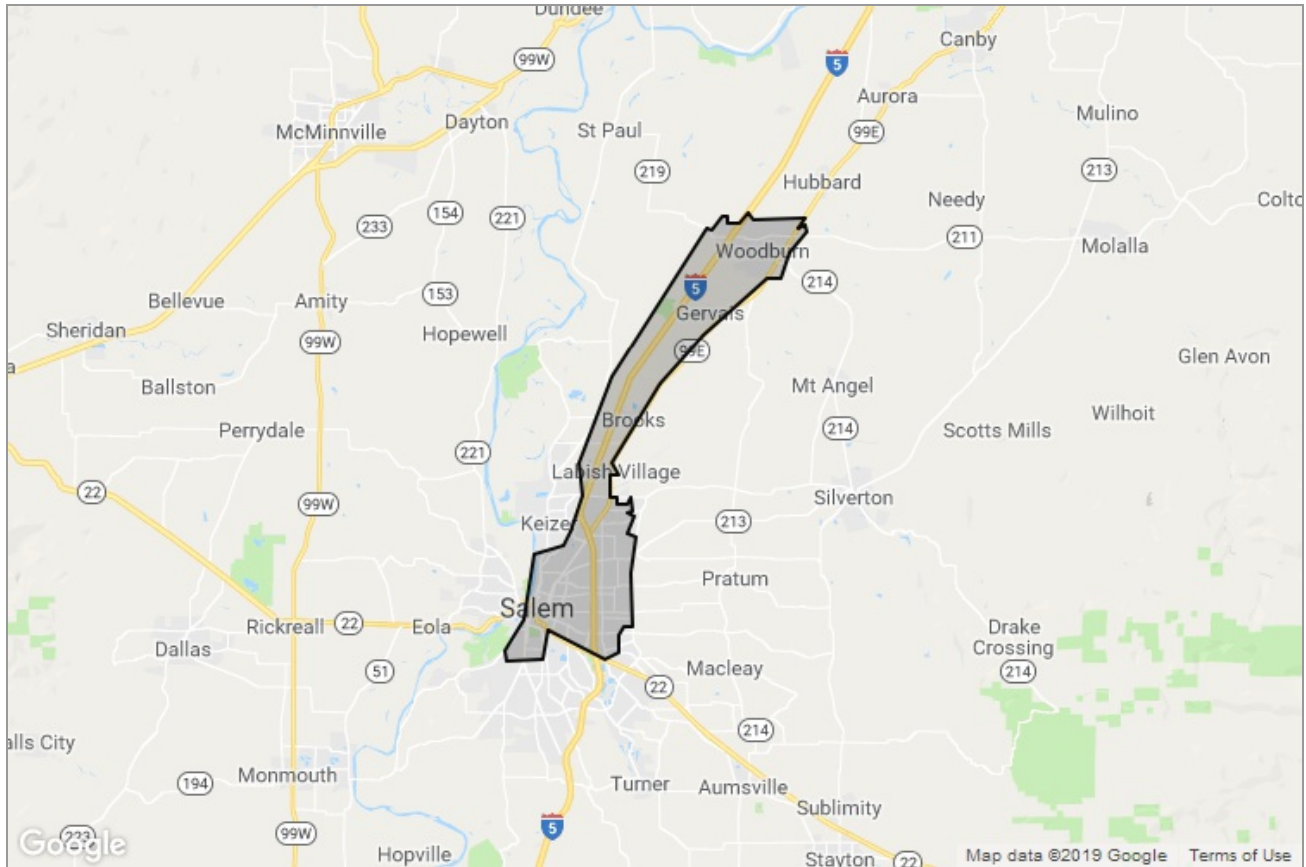 Dundee
5
Canby
99W
Aurora
McMinnville
Dayton
St Paul
99E
Mulino
219
213
Hubbard
154
221
Needy
Colto
233
211
Molalla
Woodburn
214
5
153
Bellevue
Amity
Gervais
Hopewell
Sheridan
99W
99E
Glen Avon
a
Ballston
Mt Angel
Wilhoit
Perrydale
Brooks
214
Scotts Mills
221
Labish Village
22
Silverton
99W
Keize
213
Pratum
Salem
Rickreall
22
Eola
Drake
Crossing
Dallas
51
Macleay
214
22
alls City
214
Monmouth
194
Turner
Aumsville
Sublimity
5
223
99W
Google
Hopville
Stayton
22
Map data ©2019 Google
Terms of Use